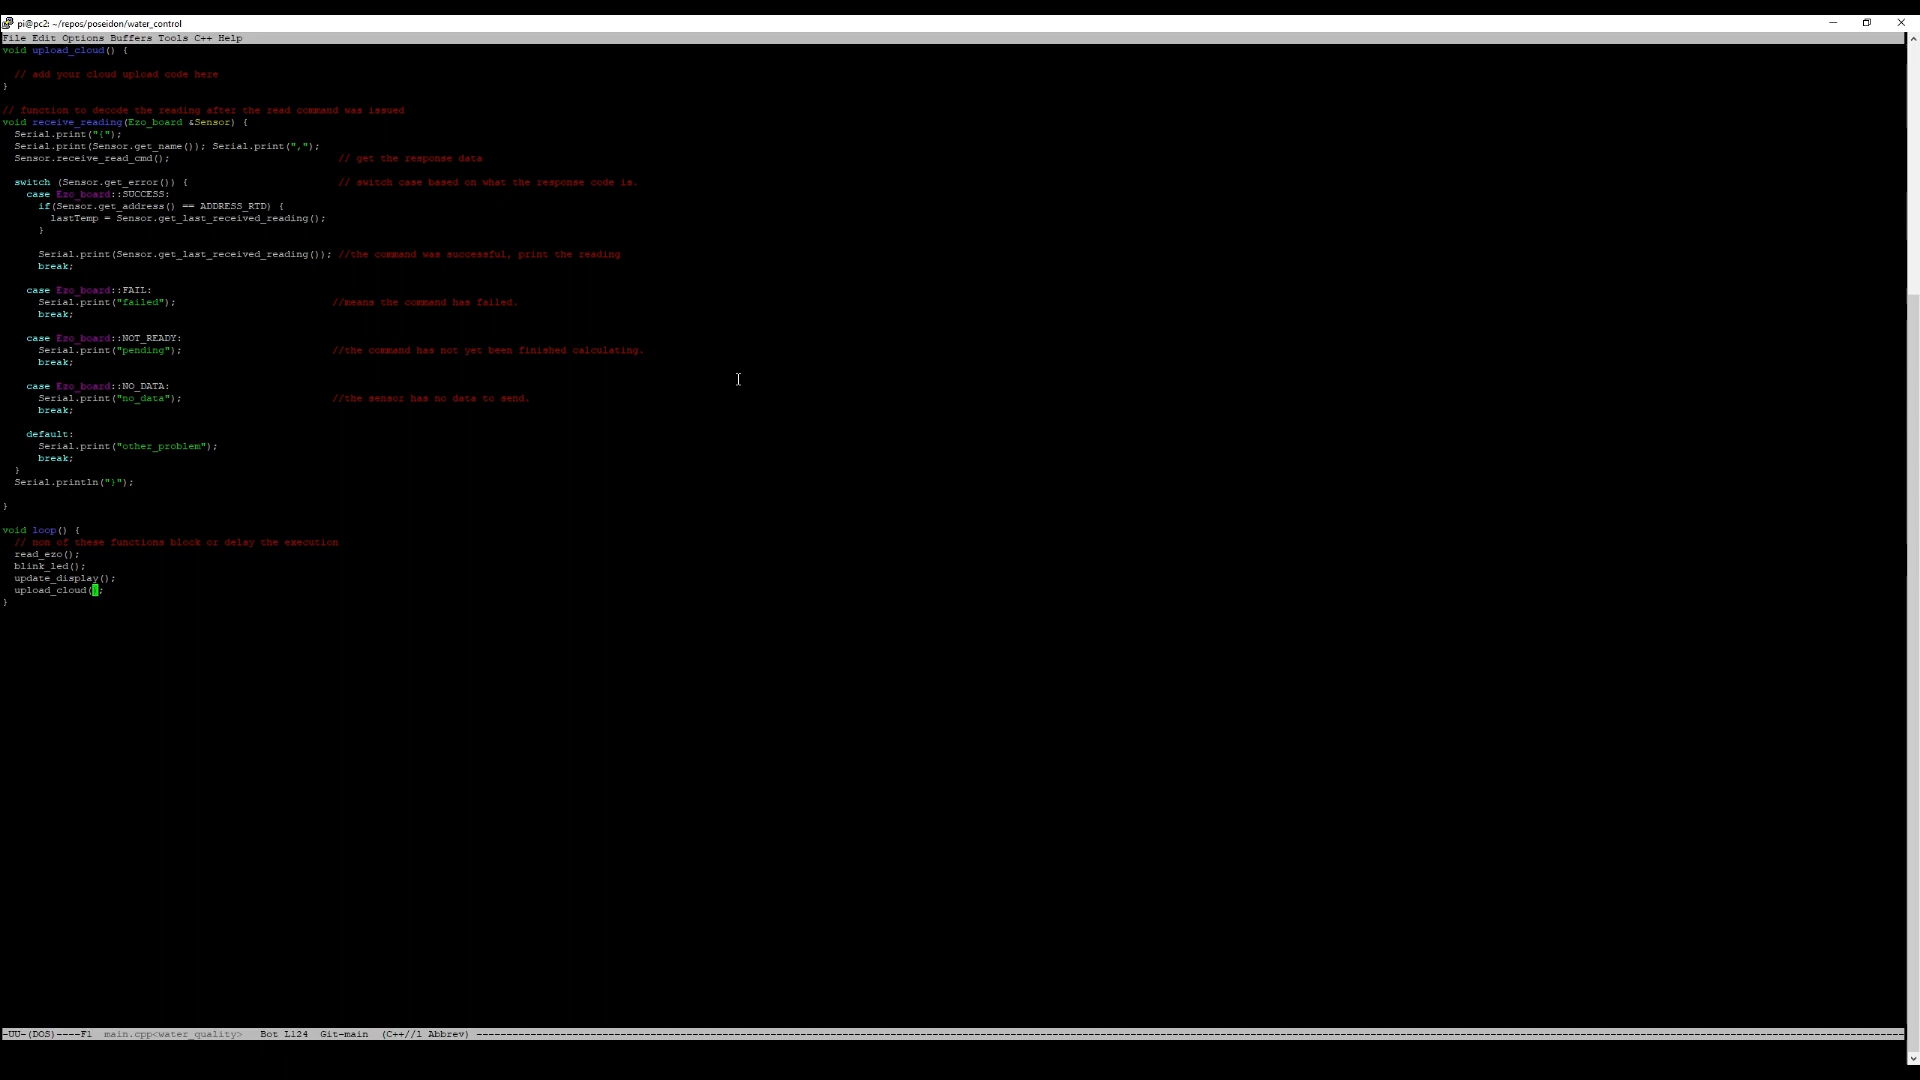 pi@pc2: ~/repos/poseidon/water_control
File Edit Options Buffers Tools C++ Help
void upload_cloud() {
// add your cloud upload code here
}
// function to decode the reading after the read command was issued
void receive_reading(Ezo_board &Sensor) {
Serial.print("{");
Serial.print(Sensor.get_name()); Serial.print(",");
Sensor.receive_read_cmd(); // get the response data
switch (Sensor.get_error()) { // switch case based on what the response code is.
case Ezo_board::SUCCESS:
if(Sensor.get_address() == ADDRESS_RTD) {
lastTemp = Sensor.get_last_received_reading();
}
Serial.print(Sensor.get_last_received_reading()); //the command was successful, print the reading
break;
case Ezo_board::FAIL:
Serial.print("failed"); //means the command has failed.
break;
case Ezo_board::NOT_READY:
Serial.print("pending"); //the command has not yet been finished calculating.
break;
case Ezo_board::NO_DATA:
Serial.print("no_data"); //the sensor has no data to send.
break;
default:
Serial.print("other_problem");
break;
}
Serial.println("}");
}
void loop() {
// non of these functions block or delay the execution
read_ezo();
blink_led();
update_display();
upload_cloud();
}
-UU-(DOS)----F1 main.cpp<water_quality> Bot L124 Git-main (C++//l Abbrev)